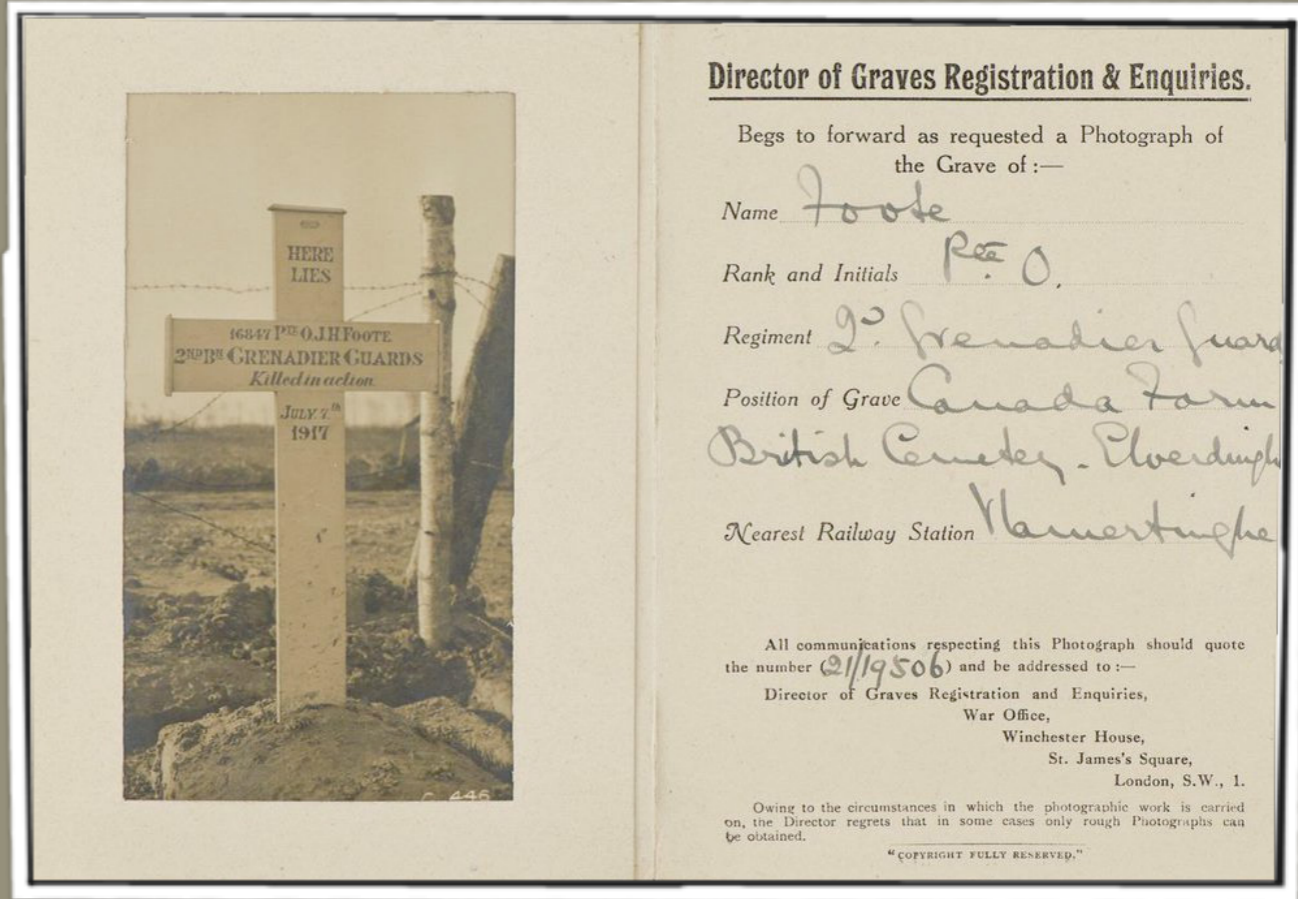 HERE
LIES
16847 PTE O.J.H FOOTE
2ND BN GRENADIER GUARDS
Killed in action
JULY 7th
1917
446
Director of Graves Registration & Enquiries.
Begs to forward as requested a Photograph of
the Grave of :—
Name Foote
Rank and Initials Pte O.
Regiment 2º Grenadier Guard
Position of Grave Canada Farm
British Cemetery - Elverdingh
Nearest Railway Station Vlamertinghe
All communications respecting this Photograph should quote
the number (21/19506) and be addressed to :—
Director of Graves Registration and Enquiries,
War Office,
Winchester House,
St. James's Square,
London, S.W., 1.
Owing to the circumstances in which the photographic work is carried
on, the Director regrets that in some cases only rough Photographs can
be obtained.
"COPYRIGHT FULLY RESERVED."